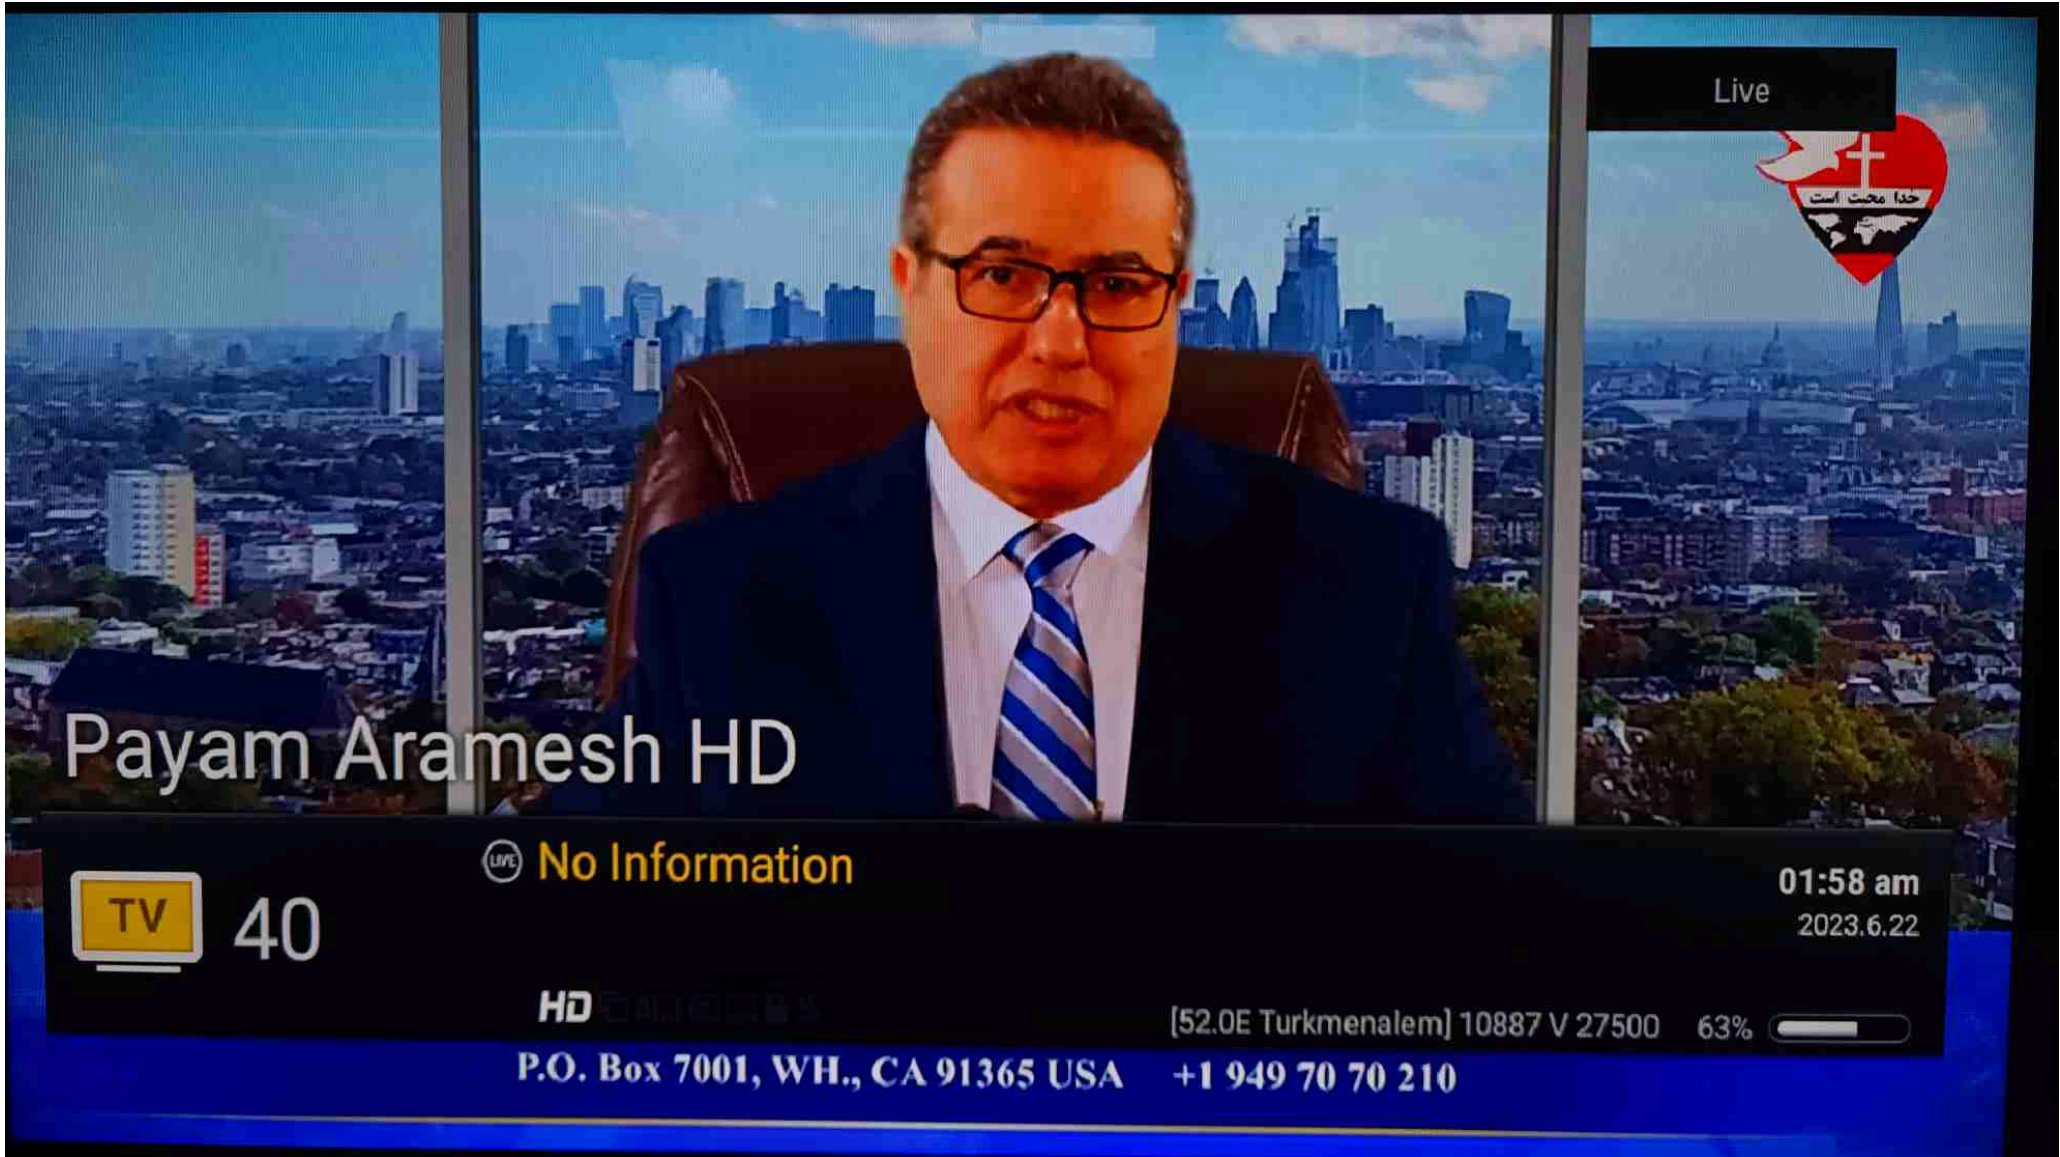 Live
خدا محبت است
Payam Aramesh HD
LIVE No Information
TV 40
01:58 am
2023.6.22
HD
[52.0E Turkmenalem] 10887 V 27500 63%
P.O. Box 7001, WH., CA 91365 USA +1 949 70 70 210